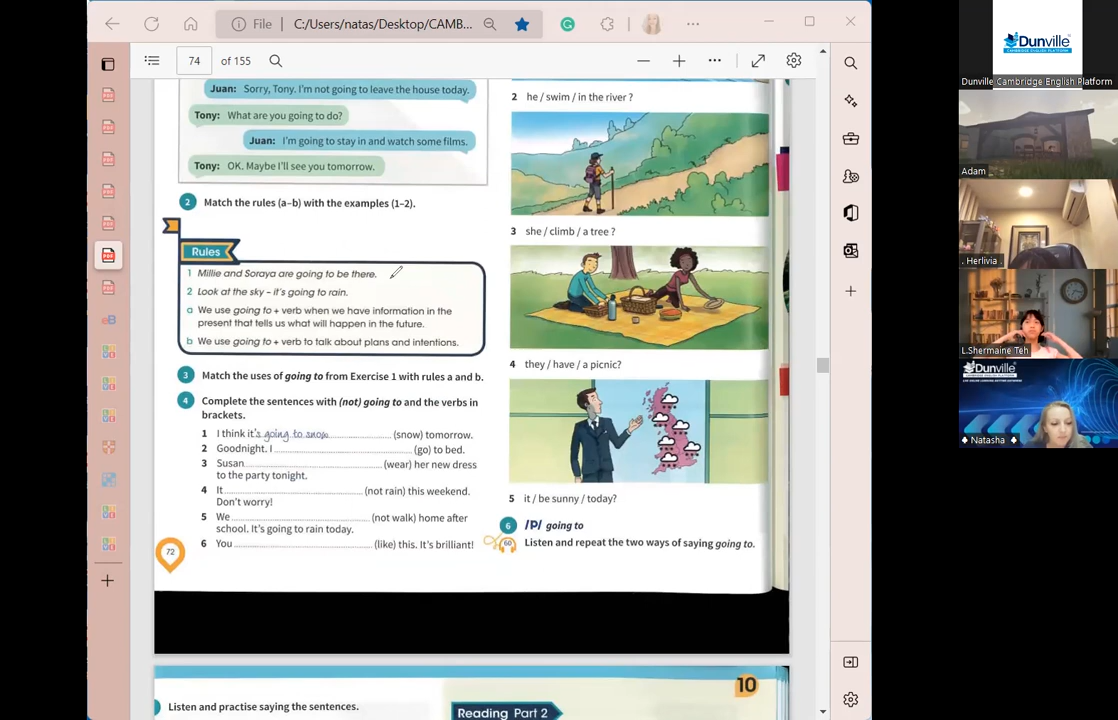 File
C:/Users/natas/Desktop/CAMB...
74
of 155
Juan: Sorry, Tony. I'm not going to leave the house today.
Tony: What are you going to do?
Juan: I'm going to stay in and watch some films.
Tony: OK. Maybe I'll see you tomorrow.
2 Match the rules (a–b) with the examples (1–2).
Rules
1 Millie and Soraya are going to be there.
2 Look at the sky – it's going to rain.
a We use going to + verb when we have information in the
present that tells us what will happen in the future.
b We use going to + verb to talk about plans and intentions.
3 Match the uses of going to from Exercise 1 with rules a and b.
4 Complete the sentences with (not) going to and the verbs in
brackets.
1 I think it's going to snow (snow) tomorrow.
2 Goodnight. I (go) to bed.
3 Susan (wear) her new dress
to the party tonight.
4 It (not rain) this weekend.
Don't worry!
5 We (not walk) home after
school. It's going to rain today.
6 You (like) this. It's brilliant!
72
2 he / swim / in the river ?
3 she / climb / a tree ?
4 they / have / a picnic?
5 it / be sunny / today?
6 /P/ going to
60 Listen and repeat the two ways of saying going to.
Listen and practise saying the sentences.
10
Reading Part 2
Dunville
Dunville Cambridge English Platform
Adam
. Herlivia
L.Shermaine Teh
Dunville
Natasha